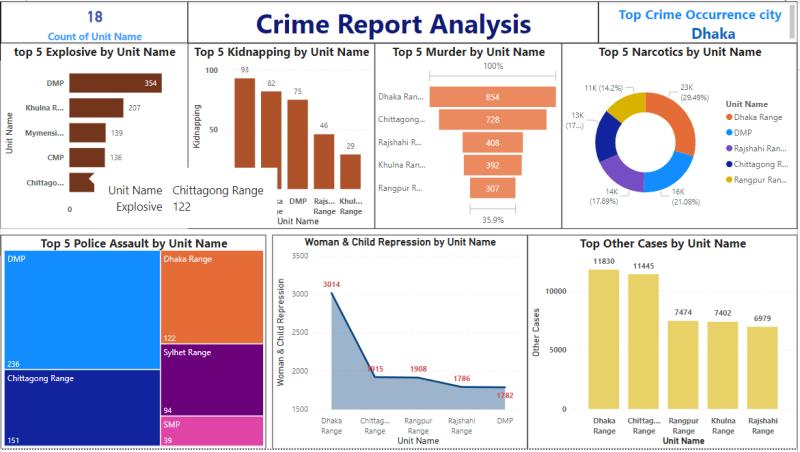 18
Count of Unit Name
Crime Report Analysis
Top Crime Occurrence city
Dhaka
top 5 Explosive by Unit Name
Unit Name
DMP
354
Khulna R...
207
Mymensi...
139
CMP
136
Chittago...
0
Unit Name Chittagong Range
Explosive 122
Top 5 Kidnapping by Unit Name
Kidnapping
100
50
93
82
75
46
29
DMP
Rajs... Range
Khul... Range
Unit Name
Top 5 Murder by Unit Name
100%
Dhaka Ran...
854
Chittagong...
728
Rajshahi R...
408
Khulna Ran...
392
Rangpur R...
307
35.9%
Top 5 Narcotics by Unit Name
23K
(29.49%)
16K
(21.08%)
14K
(17.89%)
13K
(17...)
11K (14.2%)
Unit Name
Dhaka Range
DMP
Rajshahi Ran...
Chittagong R...
Rangpur Ran...
Top 5 Police Assault by Unit Name
DMP
236
Chittagong Range
151
Dhaka Range
122
Sylhet Range
94
SMP
39
Woman & Child Repression by Unit Name
Woman & Child Repression
3500
3000
2500
2000
1500
3014
1915
1908
1786
1782
Dhaka Range
Chittag... Range
Rangpur Range
Rajshahi Range
DMP
Unit Name
Top Other Cases by Unit Name
Other Cases
10000
5000
0
11830
11445
7474
7402
6979
Dhaka Range
Chittag... Range
Rangpur Range
Khulna Range
Rajshahi Range
Unit Name